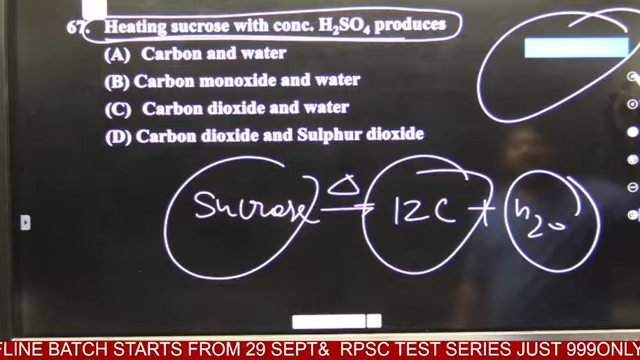 67. Heating sucrose with conc. H₂SO₄ produces
(A) Carbon and water
(B) Carbon monoxide and water
(C) Carbon dioxide and water
(D) Carbon dioxide and Sulphur dioxide
Sucrose △ 12C + H₂O
FLINE BATCH STARTS FROM 29 SEPT& RPSC TEST SERIES JUST 999ONLY